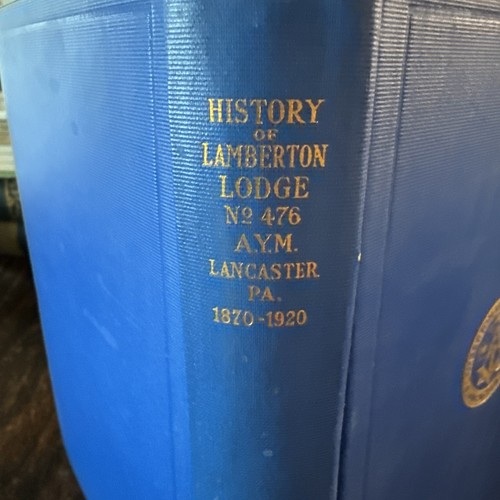 HISTORY
OF
LAMBERTON
LODGE
Nº 476
A.Y.M.
LANCASTER
PA.
1870-1920